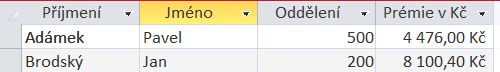 Příjmení Jméno Oddělení Prémie v Kč
Adámek Pavel 500 4 476,00 Kč
Brodský Jan 200 8 100,40 Kč